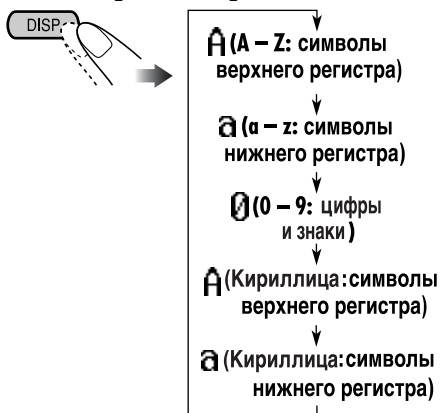 DISP
A (A – Z: символы
верхнего регистра)
a (a – z: символы
нижнего регистра)
0 (0 – 9: цифры
и знаки)
A (Кириллица: символы
верхнего регистра)
a (Кириллица: символы
нижнего регистра)